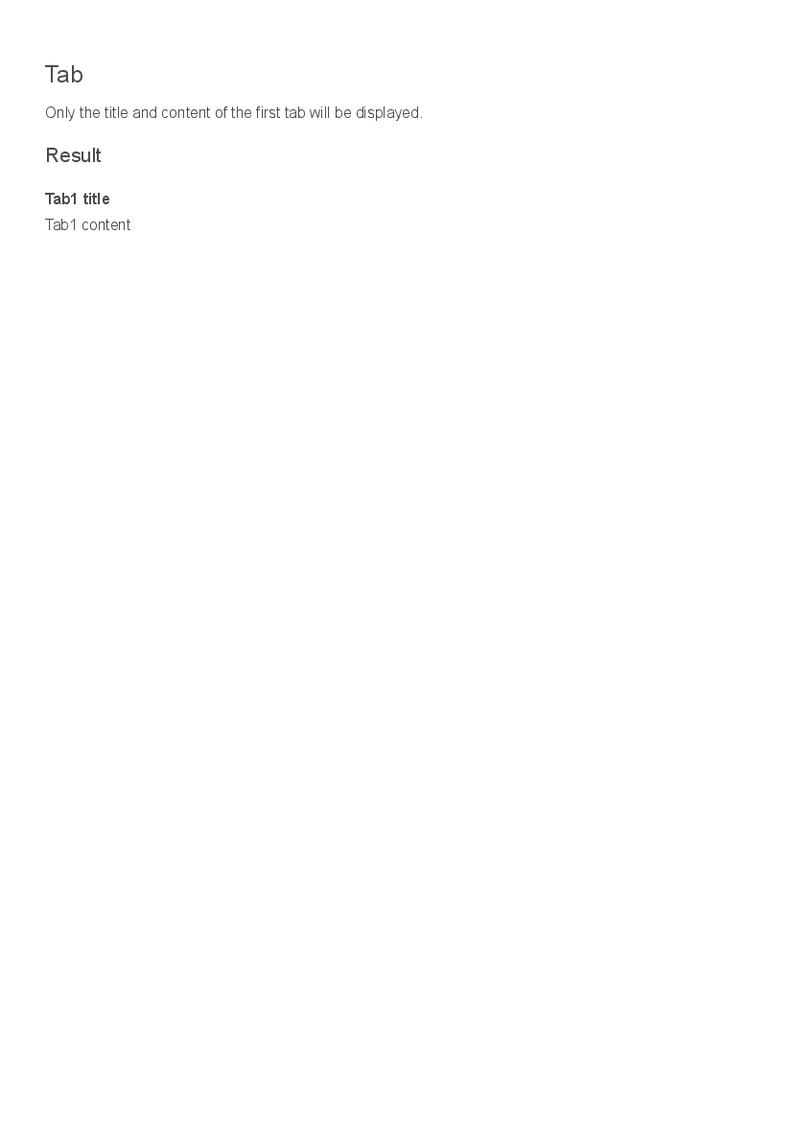 Tab
Only the title and content of the first tab will be displayed.
Result
Tab1 title
Tab1 content